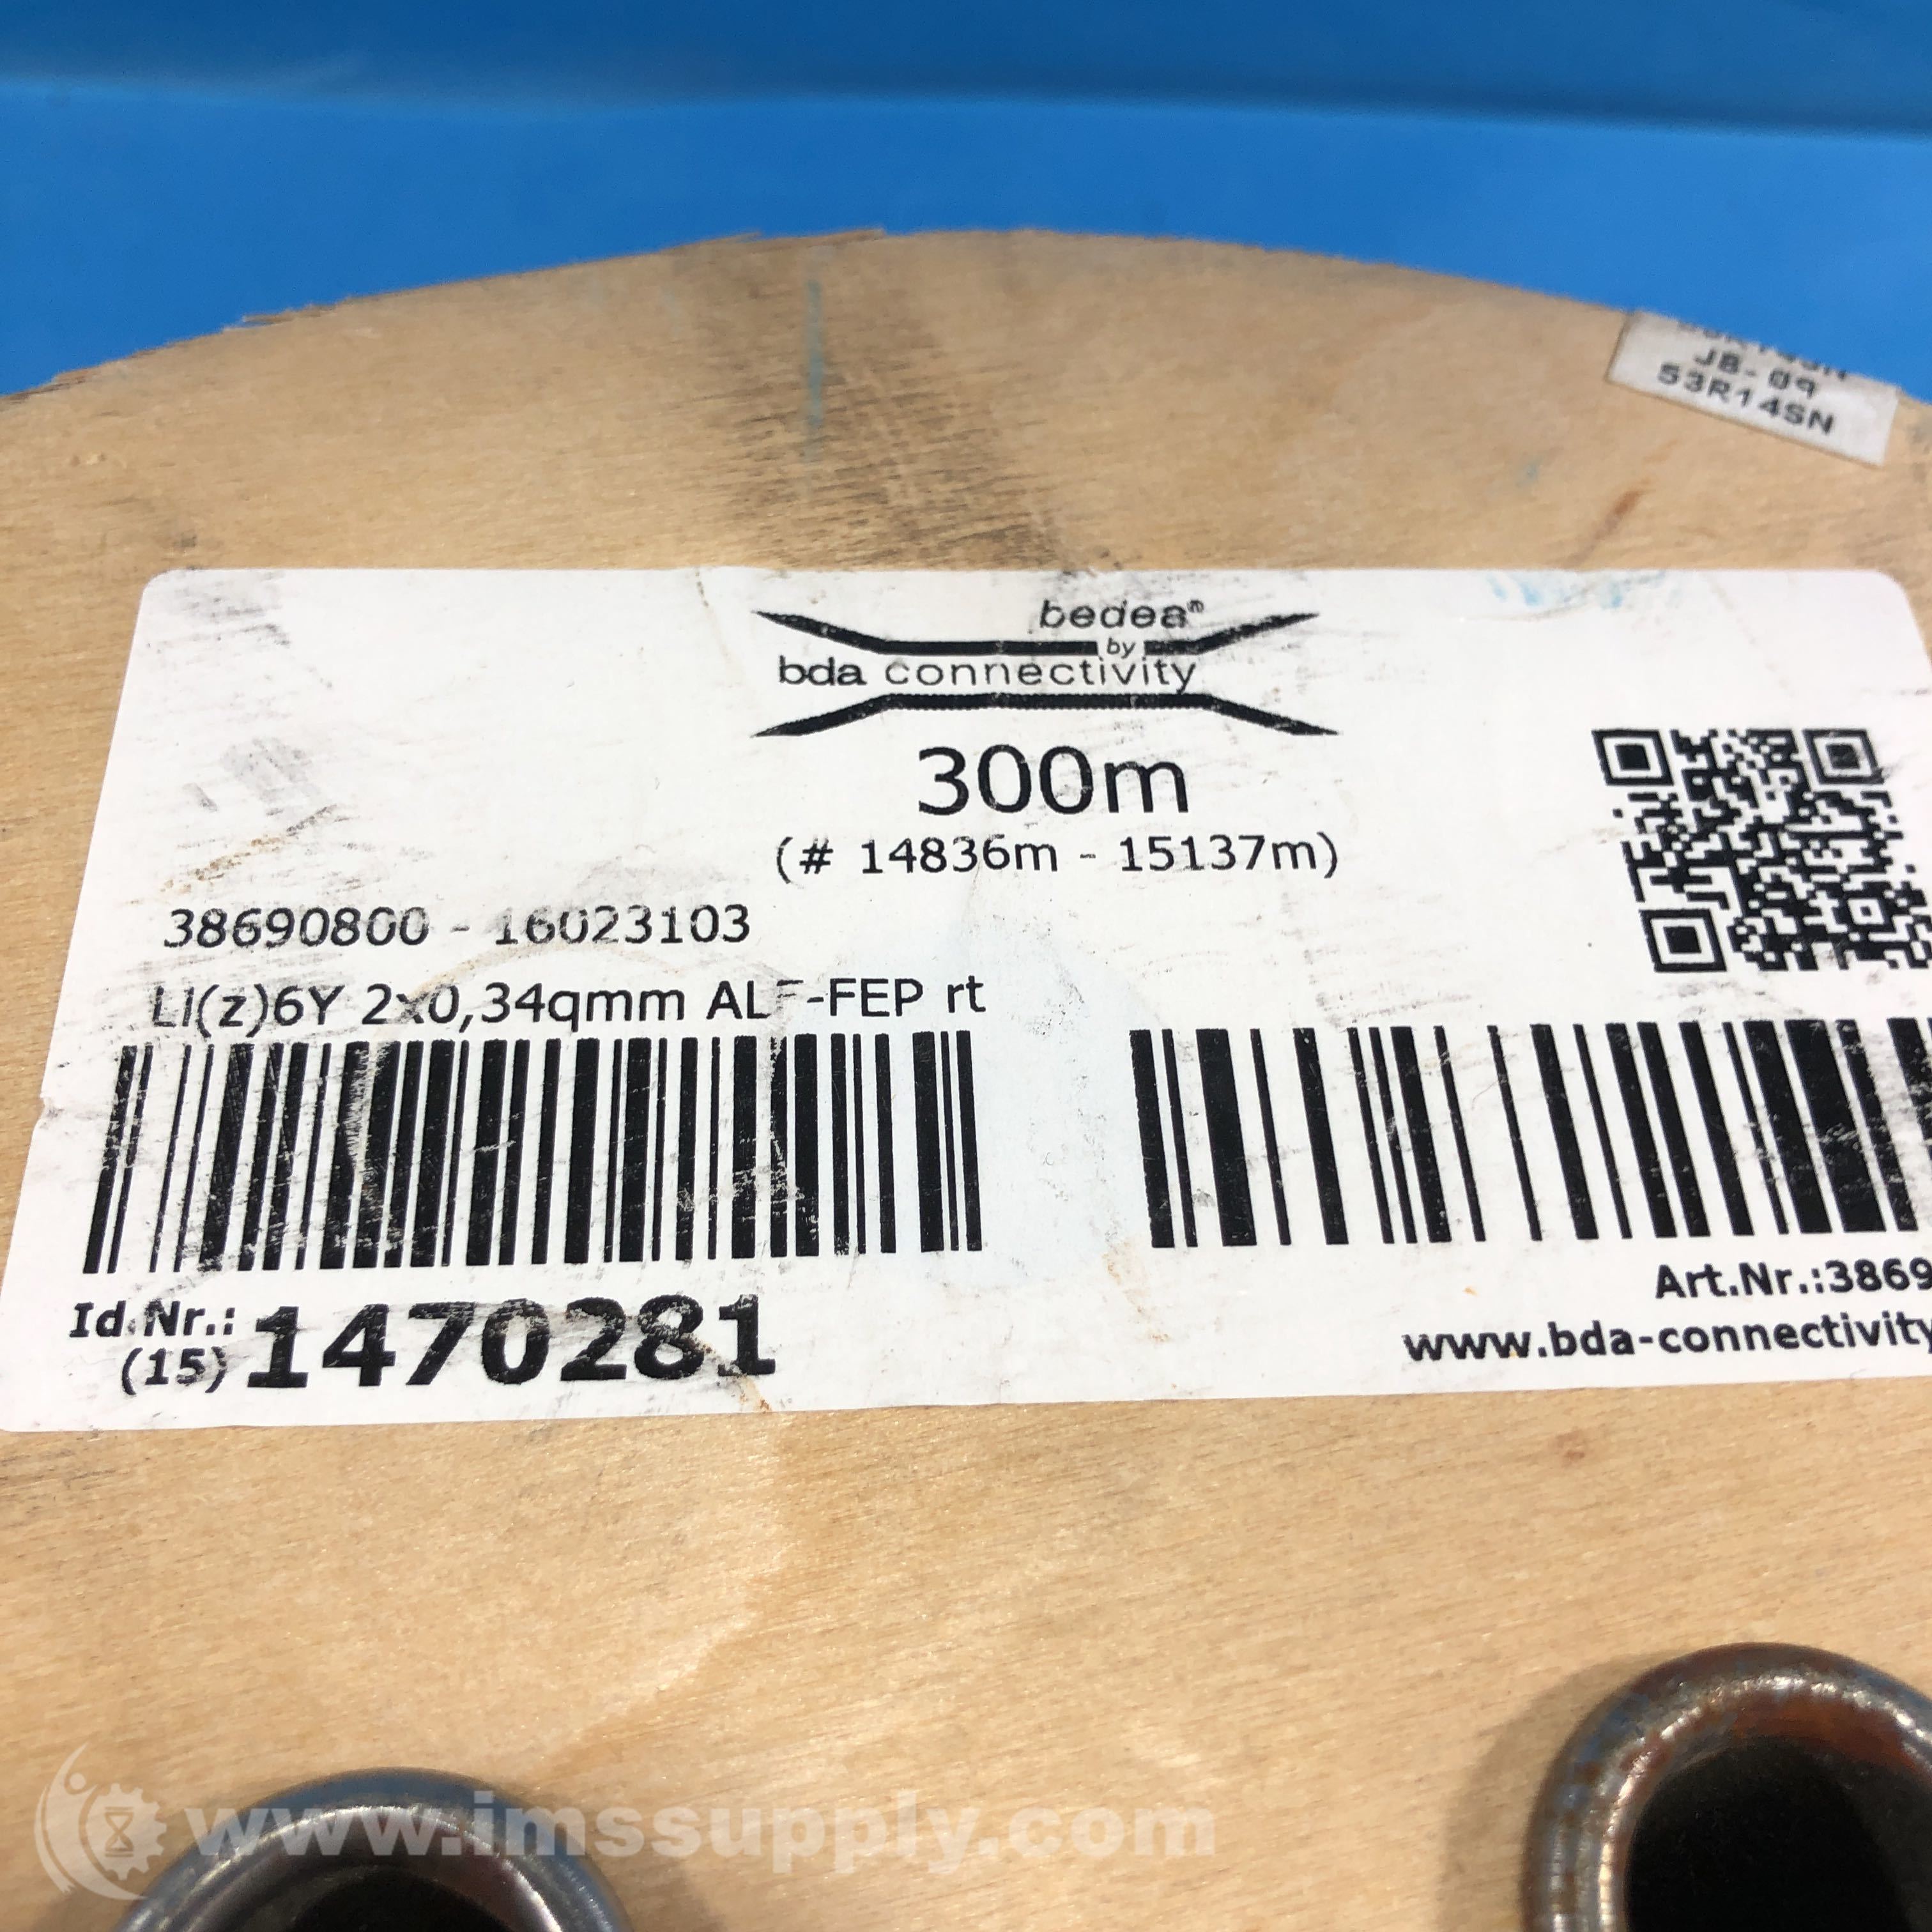 JB-09
53R14SN
bedea®
by
bda connectivity
300m
(# 14836m - 15137m)
38690800 - 16023103
Li(z)6Y 2x0,34qmm ALF-FEP rt
Id.Nr.:
(15) 1470281
Art.Nr.:3869
www.bda-connectivity
www.imssupply.com